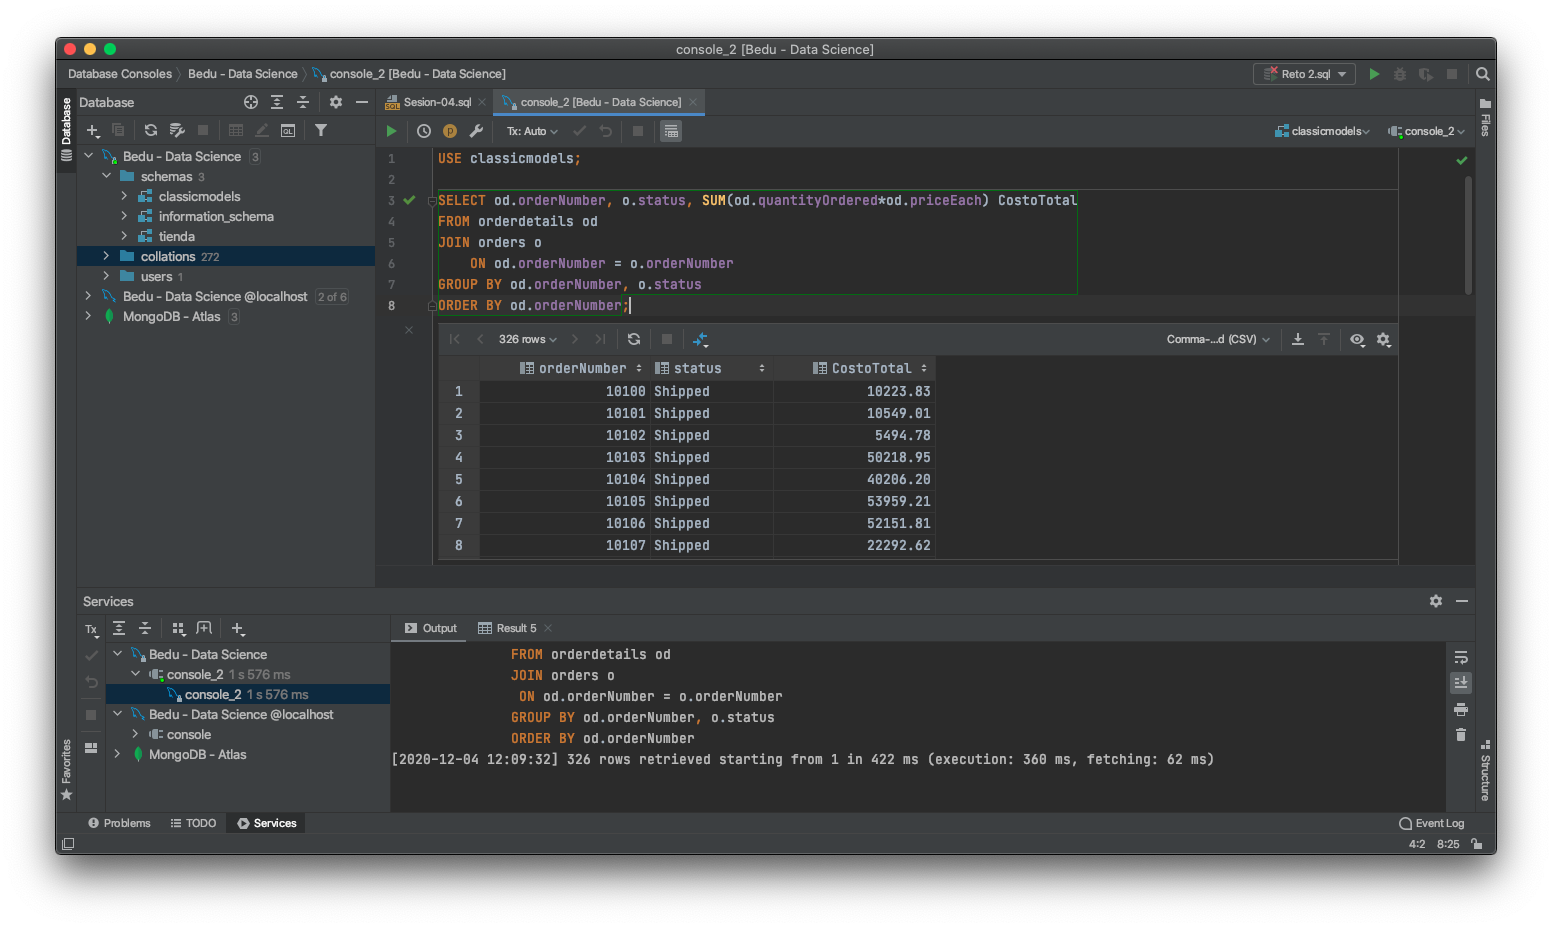 console_2 [Bedu - Data Science]
Database Consoles Bedu - Data Science console_2 [Bedu - Data Science]
Reto 2.sql
Database
Database
Sesion-04.sql
console_2 [Bedu - Data Science]
Files
Tx: Auto
classicmodels
console_2
Bedu - Data Science 3
schemas 3
classicmodels
information_schema
tienda
collations 272
users 1
Bedu - Data Science @localhost 2 of 6
MongoDB - Atlas 3
1 USE classicmodels;
2
3 SELECT od.orderNumber, o.status, SUM(od.quantityOrdered*od.priceEach) CostoTotal
4 FROM orderdetails od
5 JOIN orders o
6 ON od.orderNumber = o.orderNumber
7 GROUP BY od.orderNumber, o.status
8 ORDER BY od.orderNumber;
326 rows
Comma-...d (CSV)
orderNumber status CostoTotal
1 10100 Shipped 10223.83
2 10101 Shipped 10549.01
3 10102 Shipped 5494.78
4 10103 Shipped 50218.95
5 10104 Shipped 40206.20
6 10105 Shipped 53959.21
7 10106 Shipped 52151.81
8 10107 Shipped 22292.62
Services
Tx
Output
Result 5
Bedu - Data Science
console_2 1 s 576 ms
console_2 1 s 576 ms
Bedu - Data Science @localhost
console
MongoDB - Atlas
FROM orderdetails od
JOIN orders o
ON od.orderNumber = o.orderNumber
GROUP BY od.orderNumber, o.status
ORDER BY od.orderNumber
[2020-12-04 12:09:32] 326 rows retrieved starting from 1 in 422 ms (execution: 360 ms, fetching: 62 ms)
Favorites
Structure
Problems
TODO
Services
Event Log
4:2 8:25